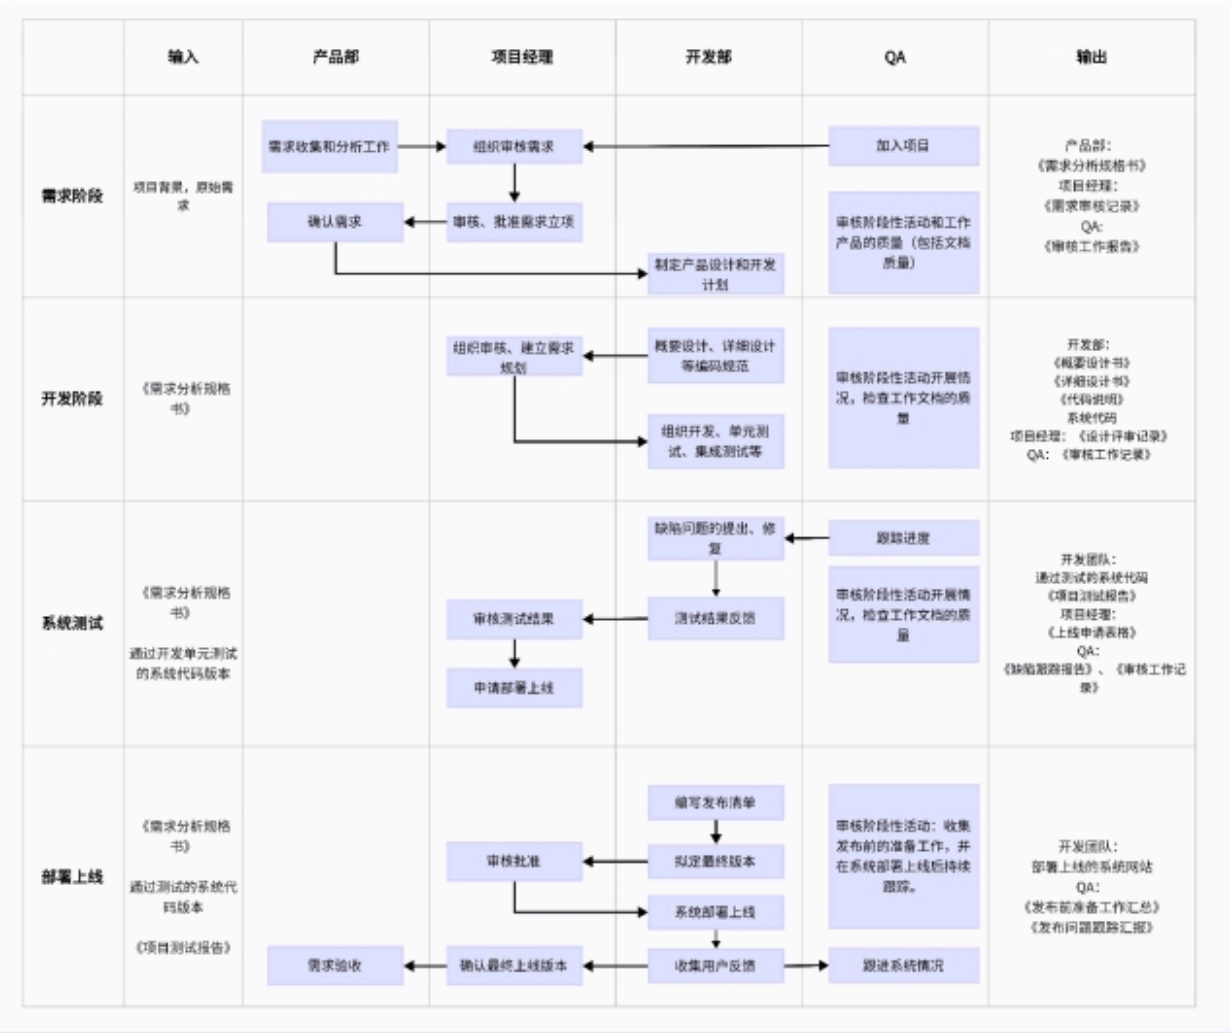 输入
产品部
项目经理
开发部
QA
输出
需求阶段
项目背景，原始需
求
需求收集和分析工作
组织审核需求
加入项目
确认需求
审核、批准需求立项
制定产品设计和开发
计划
审核阶段性活动和工作
产品的质量（包括文档
质量）
产品部：
《需求分析规格书》
项目经理：
《需求审核记录》
QA:
《审核工作报告》
开发阶段
《需求分析规格
书》
组织审核、建立需求
规划
概要设计、详细设计
等编码规范
组织开发、单元测
试、集成测试等
审核阶段性活动开展情
况，检查工作文档的质
量
开发部：
《概要设计书》
《详细设计书》
《代码说明》
系统代码
项目经理：《设计评审记录》
QA：《审核工作记录》
系统测试
《需求分析规格
书》
通过开发单元测试
的系统代码版本
缺陷问题的提出、修
复
跟踪进度
审核测试结果
测试结果反馈
申请部署上线
审核阶段性活动开展情
况，检查工作文档的质
量
开发团队：
通过测试的系统代码
《项目测试报告》
项目经理：
《上线申请表格》
QA:
《缺陷跟踪报告》、《审核工作记
录》
部署上线
《需求分析规格
书》
通过测试的系统代
码版本
《项目测试报告》
编写发布清单
审核批准
拟定最终版本
系统部署上线
需求验收
确认最终上线版本
收集用户反馈
审核阶段性活动：收集
发布前的准备工作，并
在系统部署上线后持续
跟踪。
跟进系统情况
开发团队：
部署上线的系统网站
QA:
《发布前准备工作汇总》
《发布问题跟踪汇报》